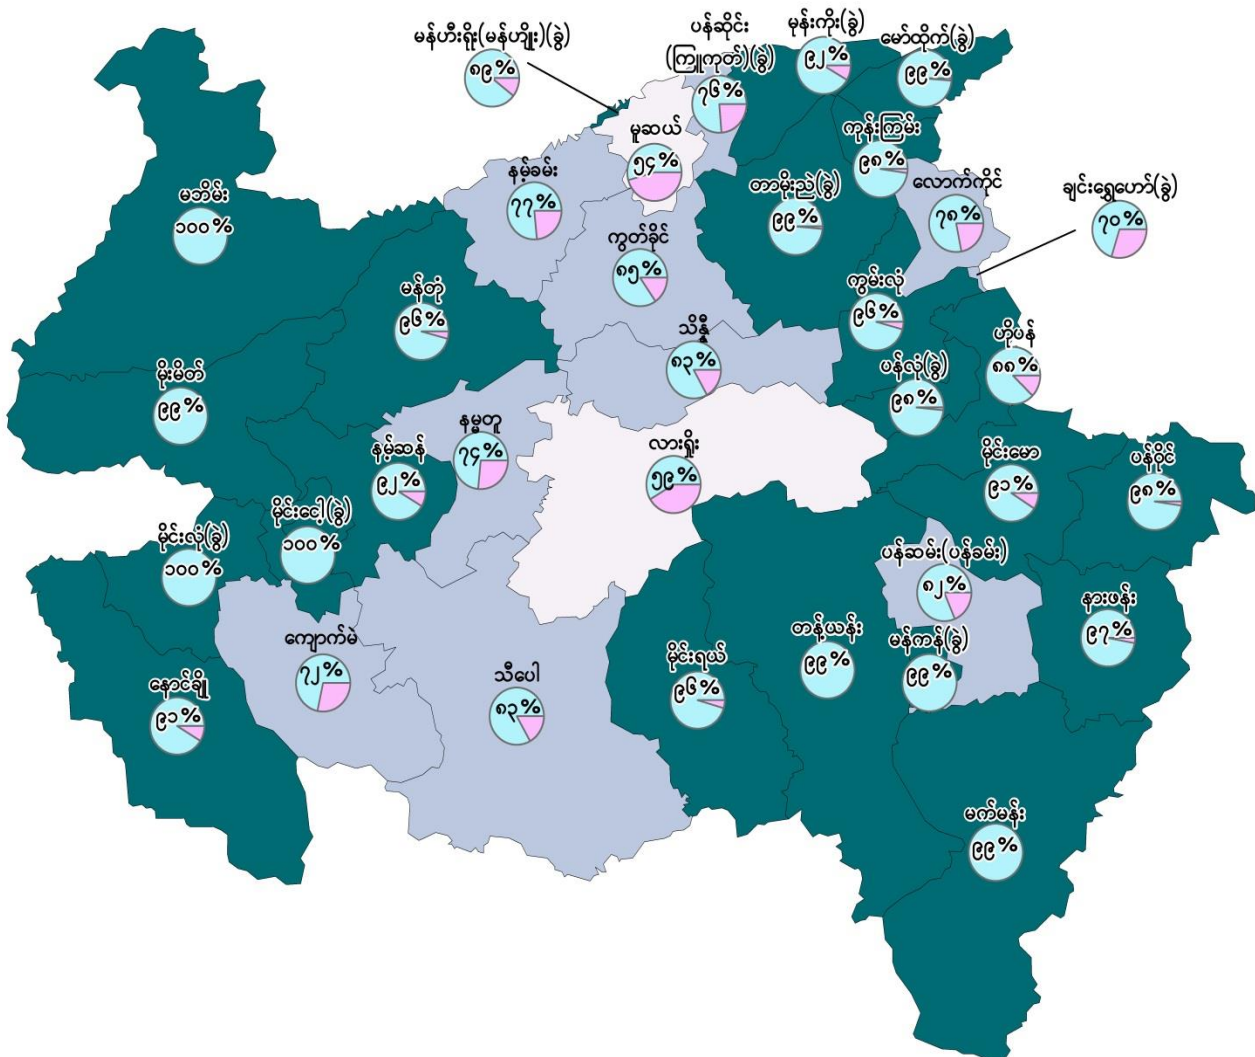 မန်ဟီးရိုး(မန်ဟျိုး)(ခွဲ)
၈၉%
ပန်ဆိုင်း
(ကြူကုတ်)(ခွဲ)
၇၆%
မုန်းကိုး(ခွဲ)
၉၂%
မော်ထိုက်(ခွဲ)
၉၉%
မူဆယ်
၅၄%
ကုန်းကြမ်း
၉၈%
နမ့်ခမ်း
၇၇%
တာမိုးညဲ(ခွဲ)
၉၉%
လောက်ကိုင်
၇၈%
ချင်းရွှေဟော်(ခွဲ)
၇၀%
မဘိမ်း
၁၀၀%
ကွတ်ခိုင်
၈၅%
မန်တုံ
၉၆%
ကွမ်းလုံ
၉၆%
သိန္နီ
၈၃%
ဟိုပန်
၈၈%
မိုးမိတ်
၉၉%
ပန်လုံ(ခွဲ)
၉၈%
နမ္မတူ
၇၄%
လားရှိုး
၅၉%
နမ့်ဆန်
၉၂%
မိုင်းမော
၉၁%
ပန်ဝိုင်
၉၈%
မိုင်းငေါ့(ခွဲ)
၁၀၀%
မိုင်းလုံ(ခွဲ)
၁၀၀%
ပန်ဆမ်း(ပန်ခမ်း)
၈၂%
နားဖန်း
၉၇%
ကျောက်မဲ
၇၂%
တန့်ယန်း
၉၉%
မန်ကန်(ခွဲ)
၉၉%
မိုင်းရယ်
၉၆%
သီပေါ
၈၃%
နောင်ချို
၉၁%
မက်မန်း
၉၉%